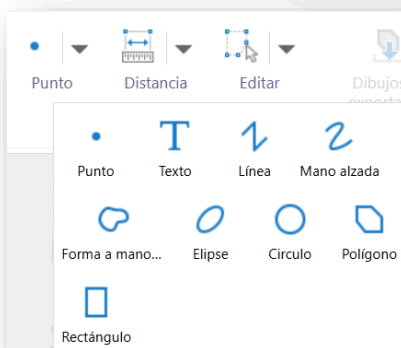 Punto Distancia Editar Dibujos
exporta
Punto Texto Línea Mano alzada
Forma a mano... Elipse Circulo Polígono
Rectángulo